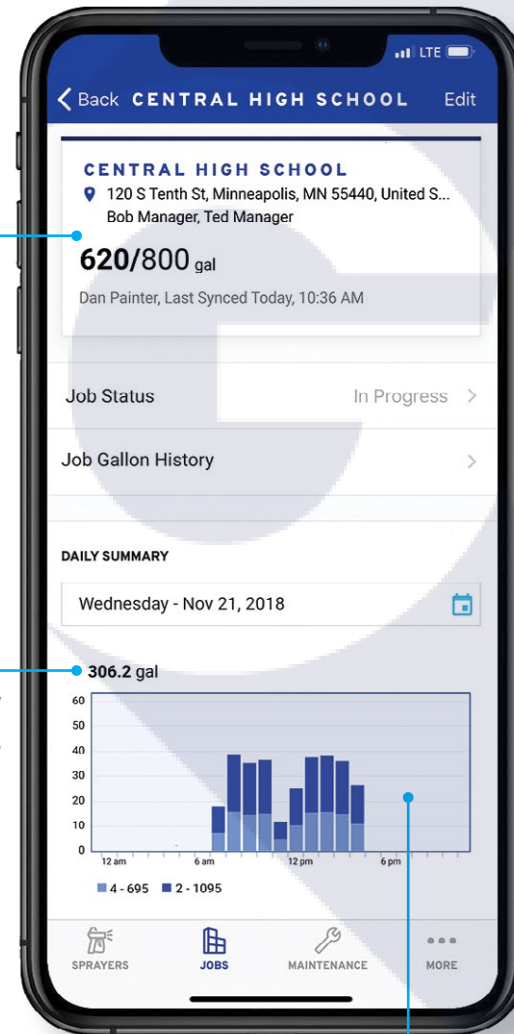 LTE
Back CENTRAL HIGH SCHOOL Edit
CENTRAL HIGH SCHOOL
120 S Tenth St, Minneapolis, MN 55440, United S...
Bob Manager, Ted Manager
620/800 gal
Dan Painter, Last Synced Today, 10:36 AM
Job Status In Progress
Job Gallon History
DAILY SUMMARY
Wednesday - Nov 21, 2018
306.2 gal
60
50
40
30
20
10
0
12 am 6 am 12 pm 6 pm
4 - 695 2 - 1095
SPRAYERS JOBS MAINTENANCE MORE